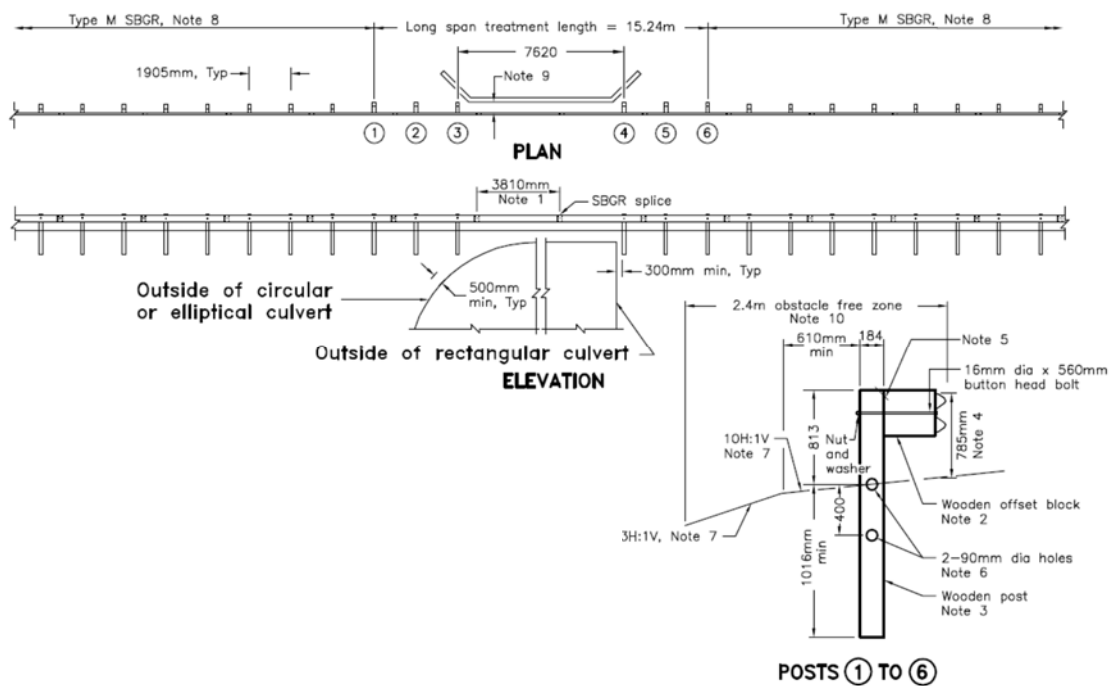 Type M SBGR, Note 8
Long span treatment length = 15.24m
Type M SBGR, Note 8
7620
1905mm, Typ
Note 9
1
2
3
4
5
6
PLAN
3810mm
Note 1
SBGR splice
300mm min, Typ
500mm
min, Typ
Outside of circular
or elliptical culvert
Outside of rectangular culvert
ELEVATION
2.4m obstacle free zone
Note 10
610mm
min
184
Note 5
16mm dia x 560mm
button head bolt
813
Nut
and
washer
785mm
Note 4
10H:1V
Note 7
Wooden offset block
Note 2
400
3H:1V, Note 7
1016mm
min
2-90mm dia holes
Note 6
Wooden post
Note 3
POSTS 1 TO 6